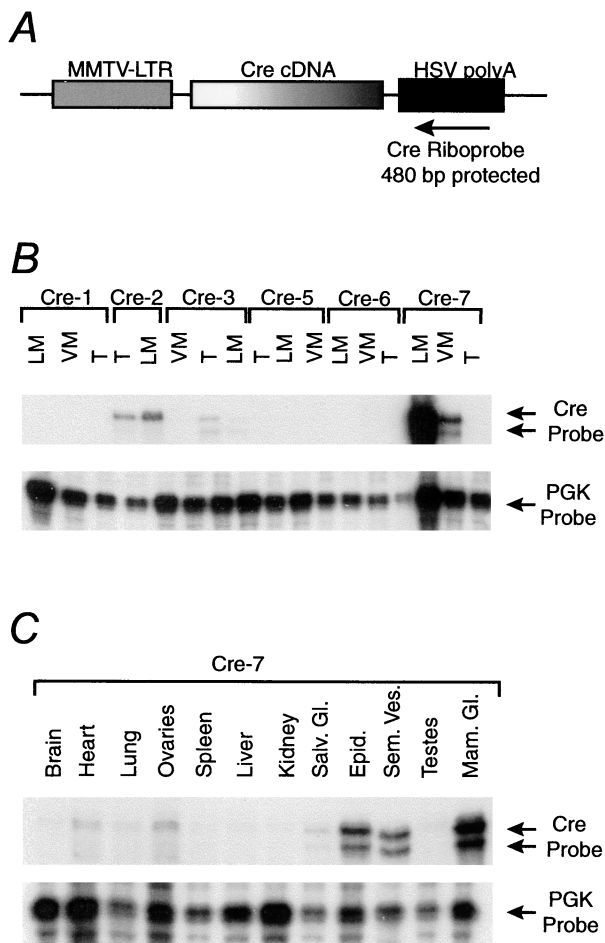 A
MMTV-LTR Cre cDNA HSV polyA
Cre Riboprobe
480 bp protected
B
Cre-1 Cre-2 Cre-3 Cre-5 Cre-6 Cre-7
LM VM T T LM VM T LM T LM VM LM VM T LM VM T
Cre
Probe
PGK
Probe
C
Cre-7
Brain Heart Lung Ovaries Spleen Liver Kidney Salv. Gl. Epid. Sem. Ves. Testes Mam. Gl.
Cre
Probe
PGK
Probe